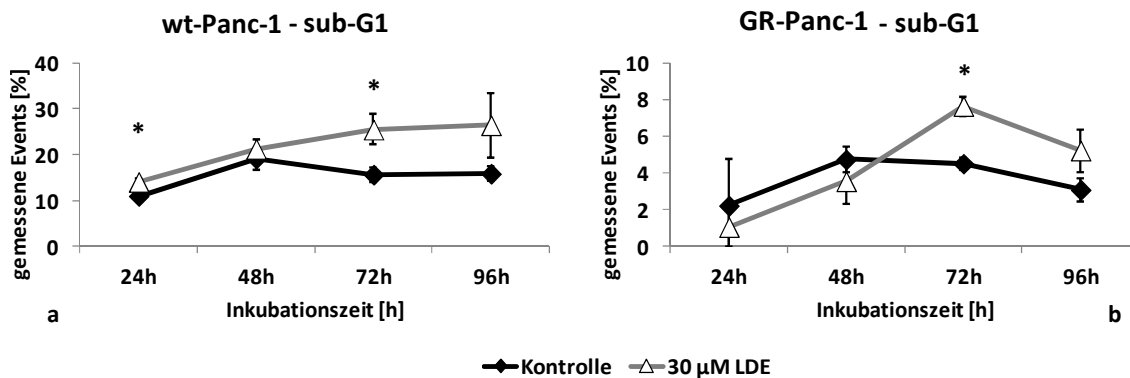 wt-Panc-1 - sub-G1
gemessene Events [%]
40
30
20
10
0
*
*
24h 48h 72h 96h
Inkubationszeit [h]
a
GR-Panc-1 - sub-G1
gemessene Events [%]
10
8
6
4
2
0
*
24h 48h 72h 96h
Inkubationszeit [h]
b
Kontrolle 30 µM LDE